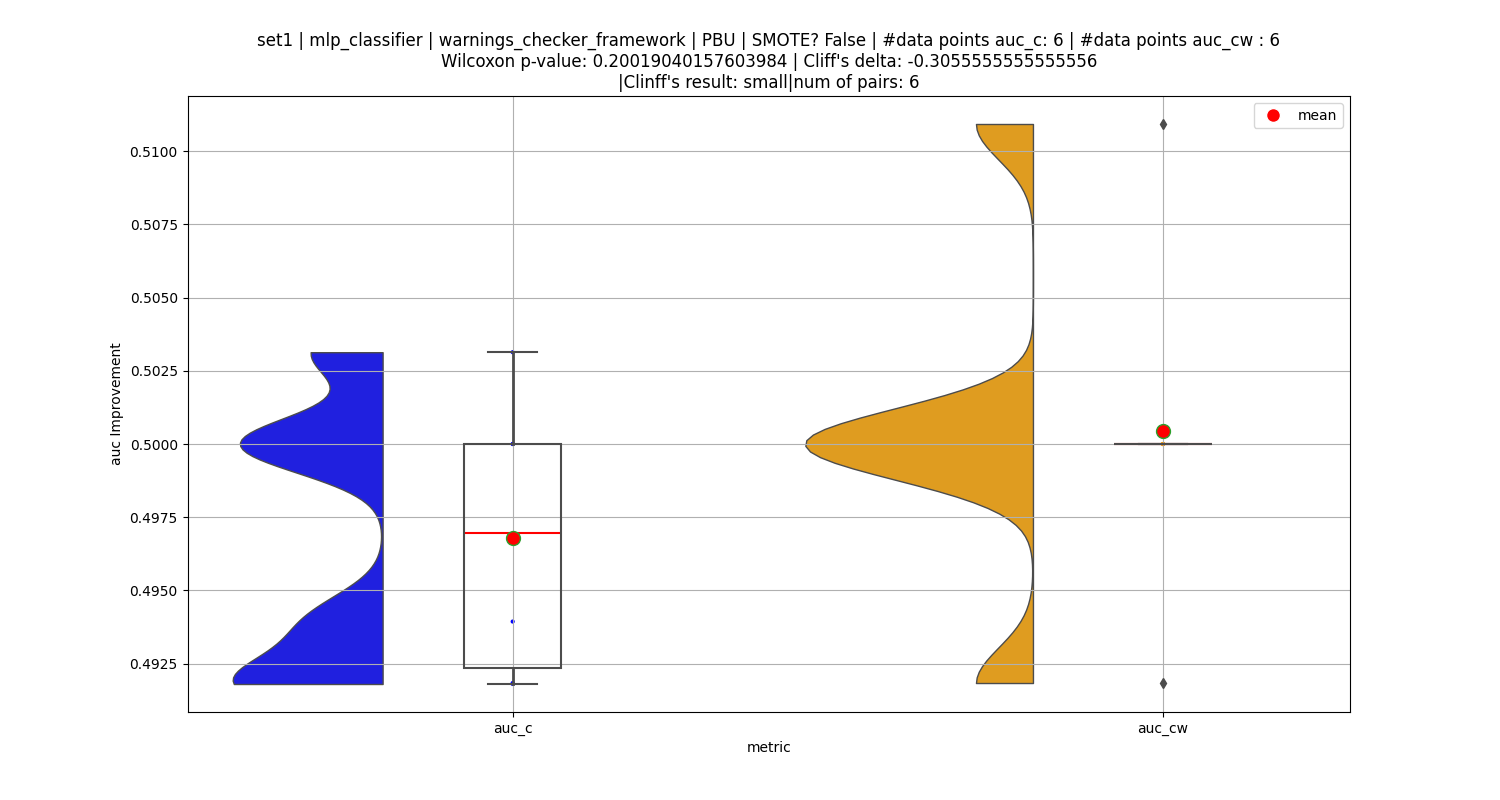 set1 | mlp_classifier | warnings_checker_framework | PBU | SMOTE? False | #data points auc_c: 6 | #data points auc_cw : 6
Wilcoxon p-value: 0.20019040157603984 | Cliff's delta: -0.3055555555555556
|Clinff's result: small|num of pairs: 6
mean
0.5100
0.5075
0.5050
0.5025
0.5000
0.4975
0.4950
0.4925
auc Improvement
auc_c
auc_cw
metric